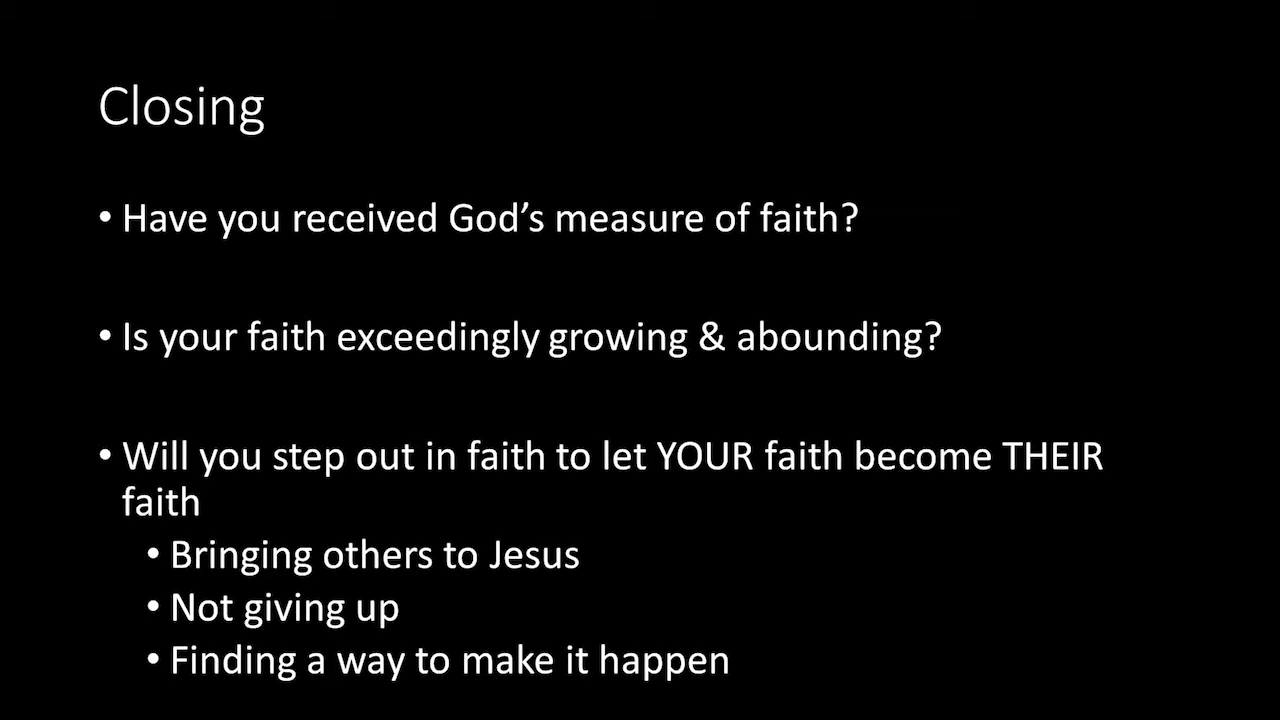 Closing
• Have you received God’s measure of faith?
• Is your faith exceedingly growing & abounding?
• Will you step out in faith to let YOUR faith become THEIR
faith
• Bringing others to Jesus
• Not giving up
• Finding a way to make it happen